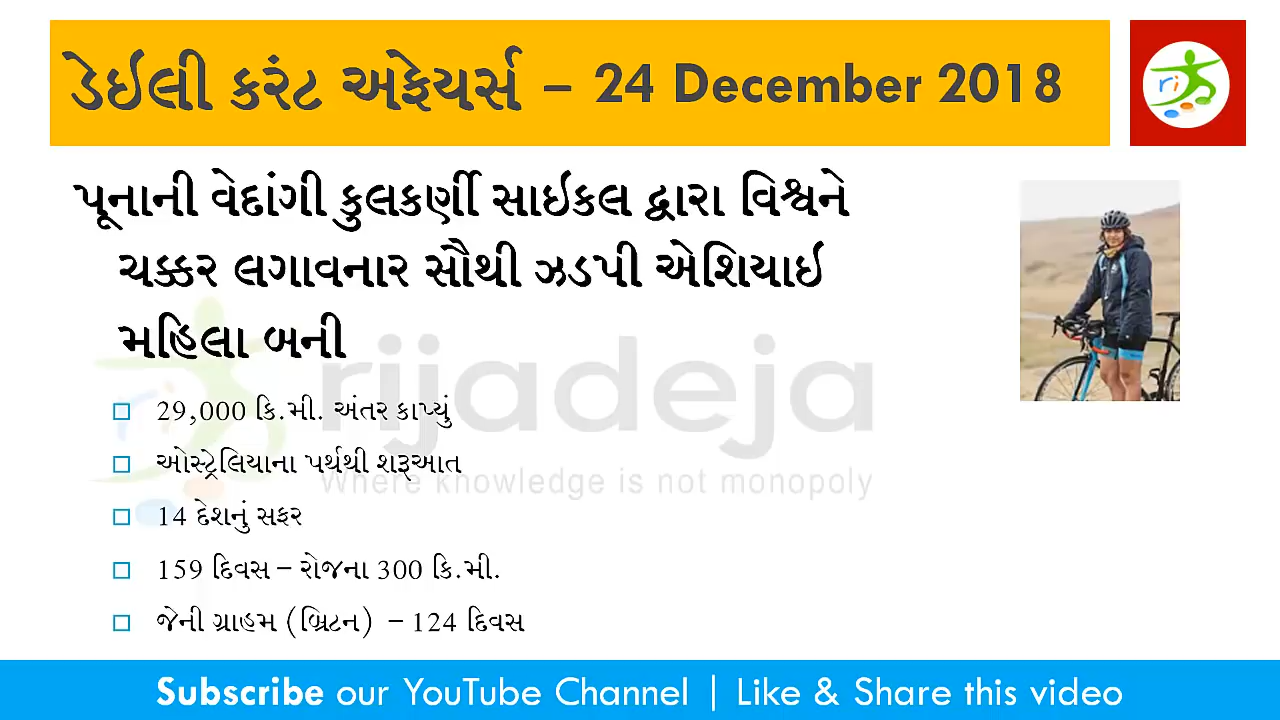 ડેઇલી કરંટ અફેયર્સ – 24 December 2018
પૂનાની વેદાંગી કુલકર્ણી સાઇકલ દ્વારા વિશ્વને
ચક્કર લગાવનાર સૌથી ઝડપી એશિયાઇ
મહિલા બની
rijadeja
29,000 કિ.મી. અંતર કાપ્યું
ઓસ્ટ્રેલિયાના પર્થથી શરૂઆત
Where knowledge is not monopoly
14 દેશનું સફર
159 દિવસ – રોજના 300 કિ.મી.
જેની ગ્રાહમ (બ્રિટન) – 124 દિવસ
Subscribe our YouTube Channel | Like & Share this video